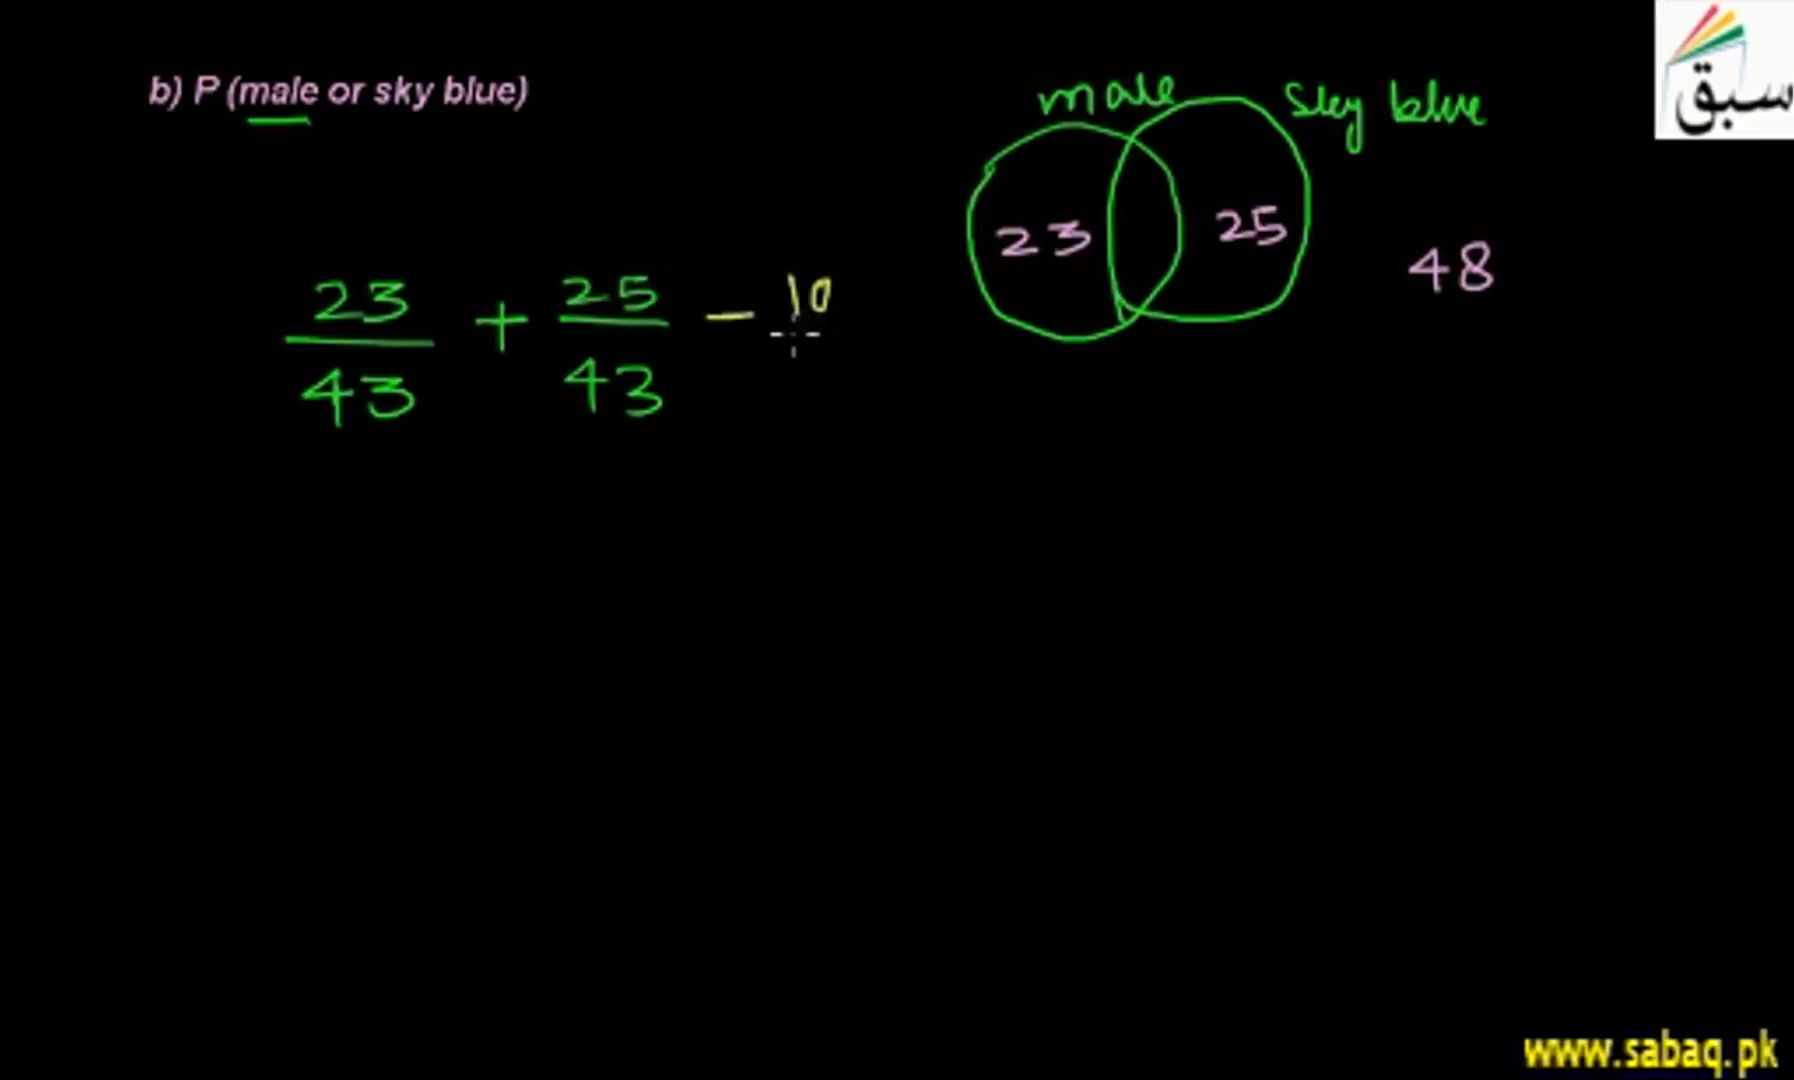 b) P (male or sky blue)
male
Sky blue
سبق
23
25
48
23/43 + 25/43 - 10
www.sabaq.pk